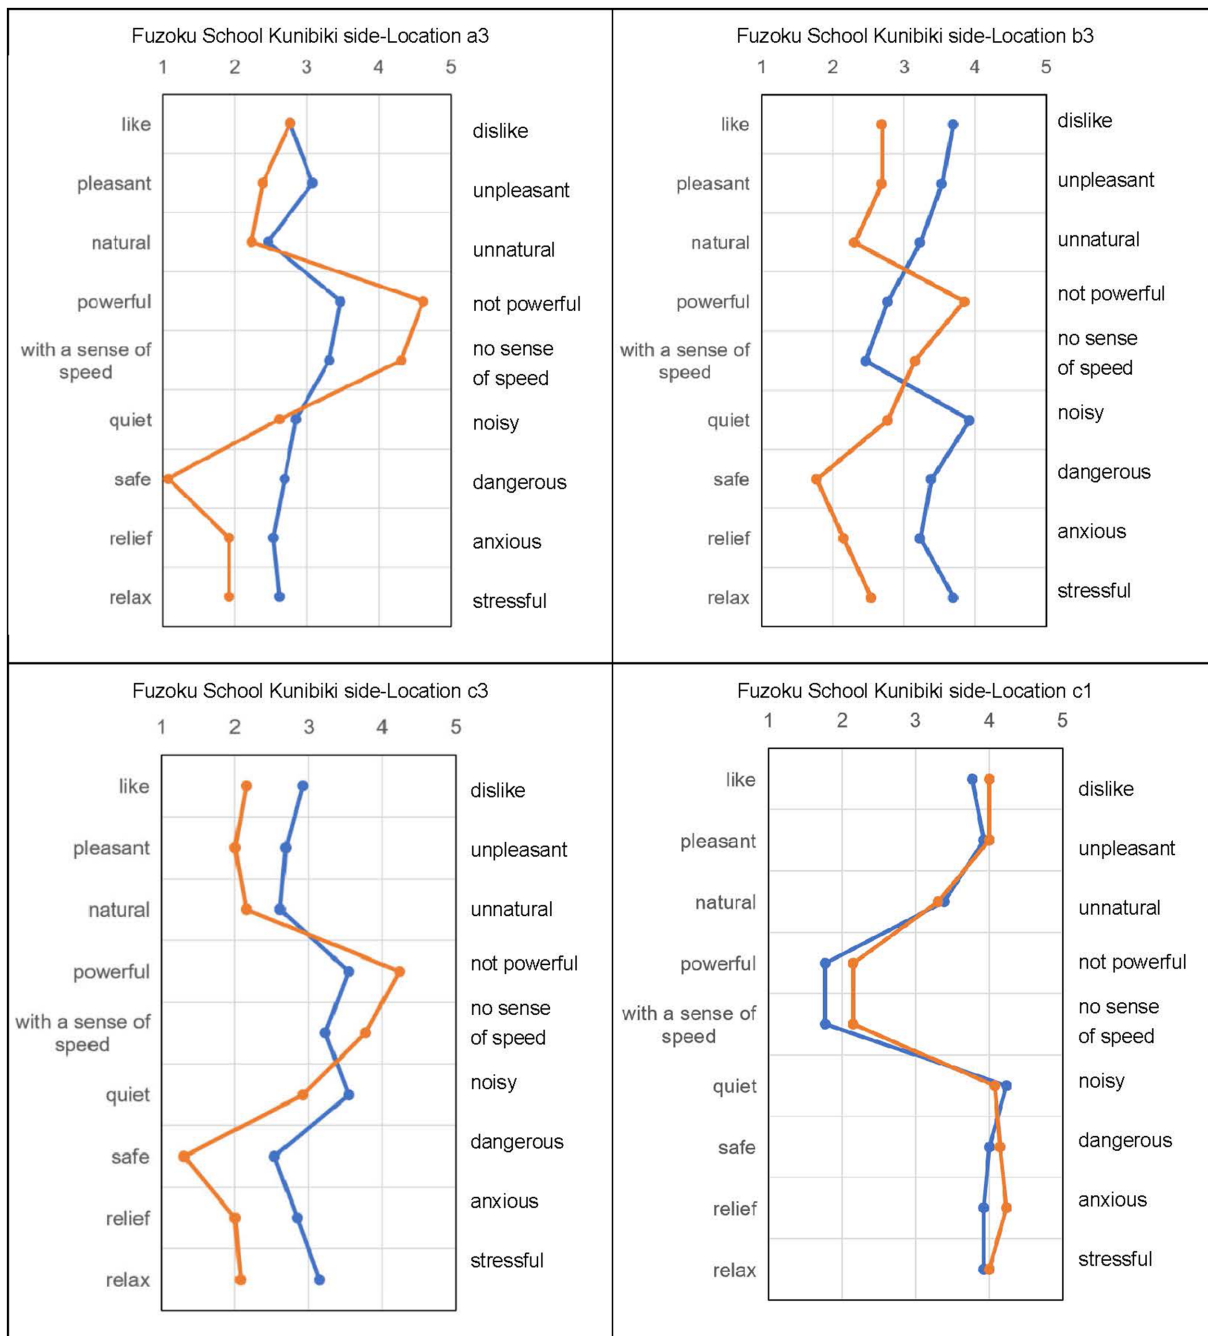 Fuzoku School Kunibiki side-Location a3
1 2 3 4 5
like
pleasant
natural
powerful
with a sense of
speed
quiet
safe
relief
relax
dislike
unpleasant
unnatural
not powerful
no sense
of speed
noisy
dangerous
anxious
stressful
Fuzoku School Kunibiki side-Location b3
1 2 3 4 5
like
pleasant
natural
powerful
with a sense of
speed
quiet
safe
relief
relax
dislike
unpleasant
unnatural
not powerful
no sense
of speed
noisy
dangerous
anxious
stressful
Fuzoku School Kunibiki side-Location c3
1 2 3 4 5
like
pleasant
natural
powerful
with a sense of
speed
quiet
safe
relief
relax
dislike
unpleasant
unnatural
not powerful
no sense
of speed
noisy
dangerous
anxious
stressful
Fuzoku School Kunibiki side-Location c1
1 2 3 4 5
like
pleasant
natural
powerful
with a sense of
speed
quiet
safe
relief
relax
dislike
unpleasant
unnatural
not powerful
no sense
of speed
noisy
dangerous
anxious
stressful